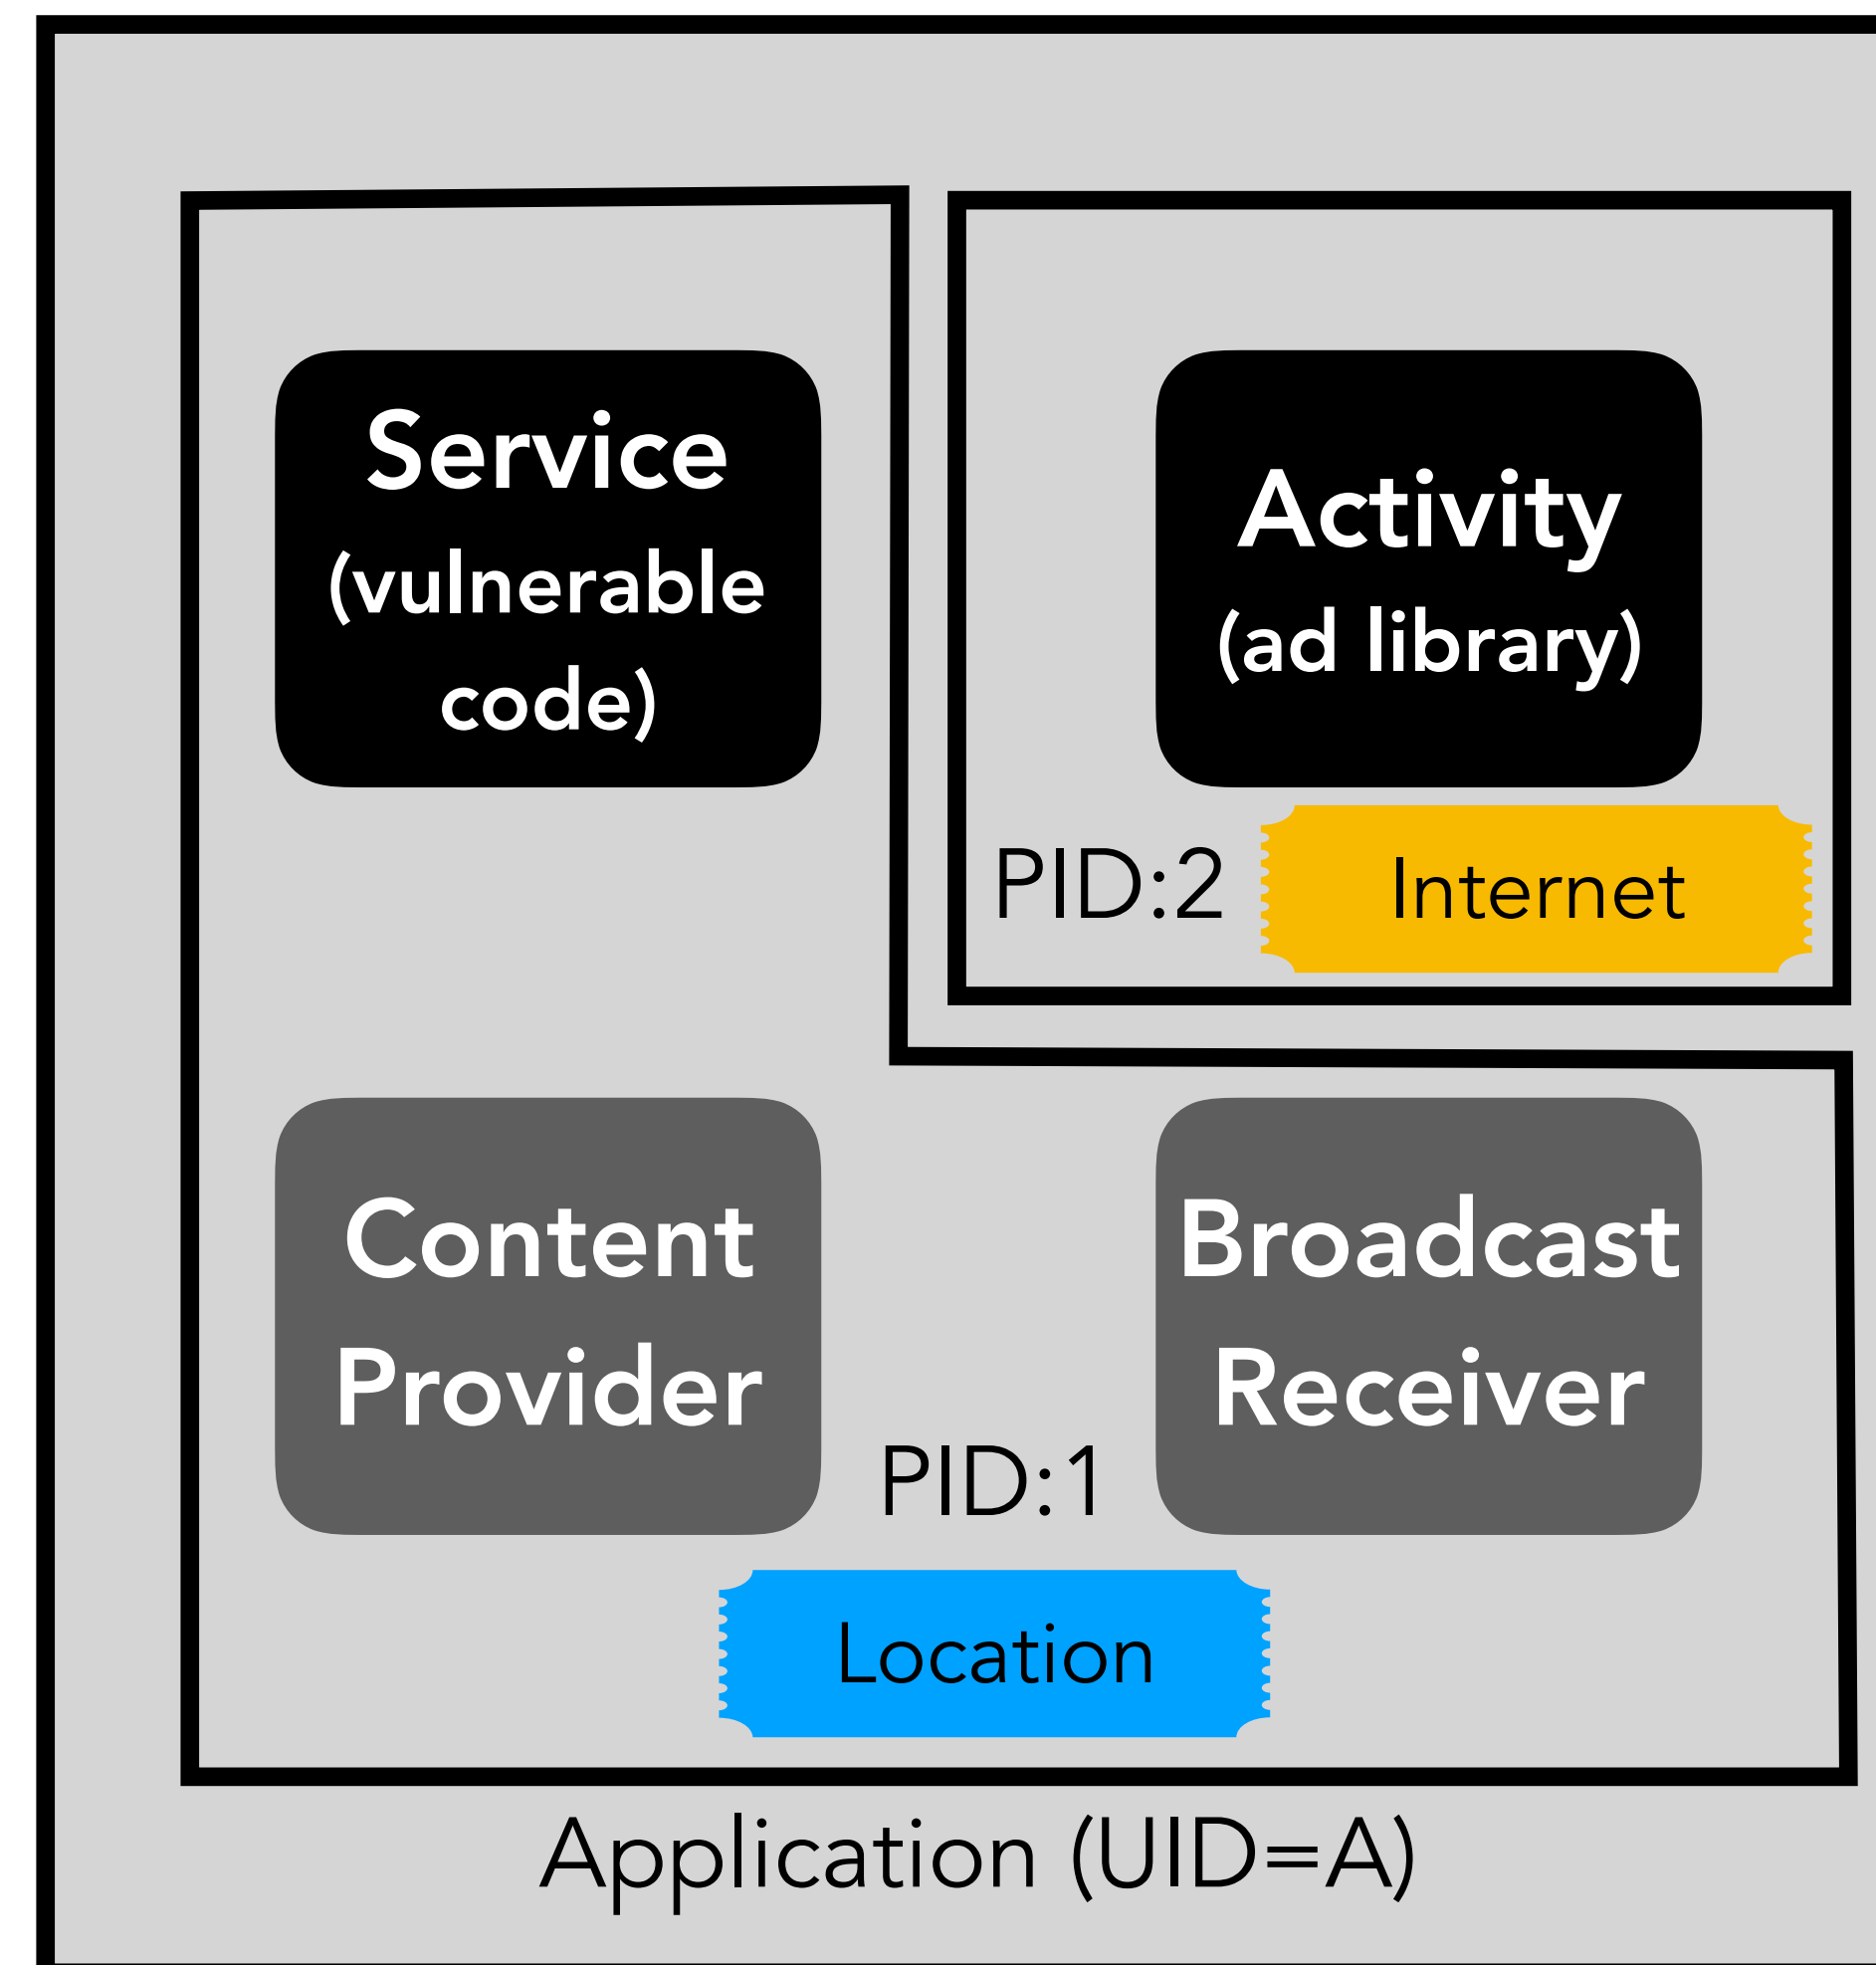 Service
(vulnerable
code)
Activity
(ad library)
PID:2
Internet
Content
Provider
Broadcast
Receiver
PID:1
Location
Application (UID=A)